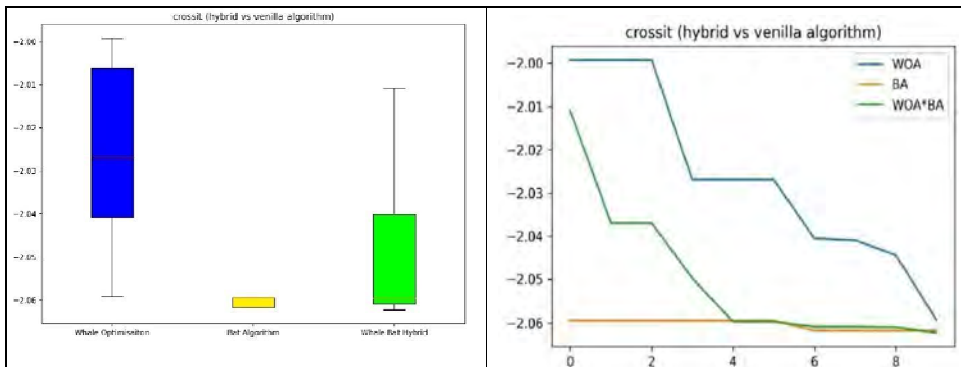 crossit (hybrid vs venilla algorithm)
−2.00
−2.01
−2.02
−2.03
−2.04
−2.05
−2.06
Whale Optimisaiton
Bat Algorithm
Whale Bat Hybrid
crossit (hybrid vs venilla algorithm)
−2.00
−2.01
−2.02
−2.03
−2.04
−2.05
−2.06
0
2
4
6
8
WOA
BA
WOA*BA